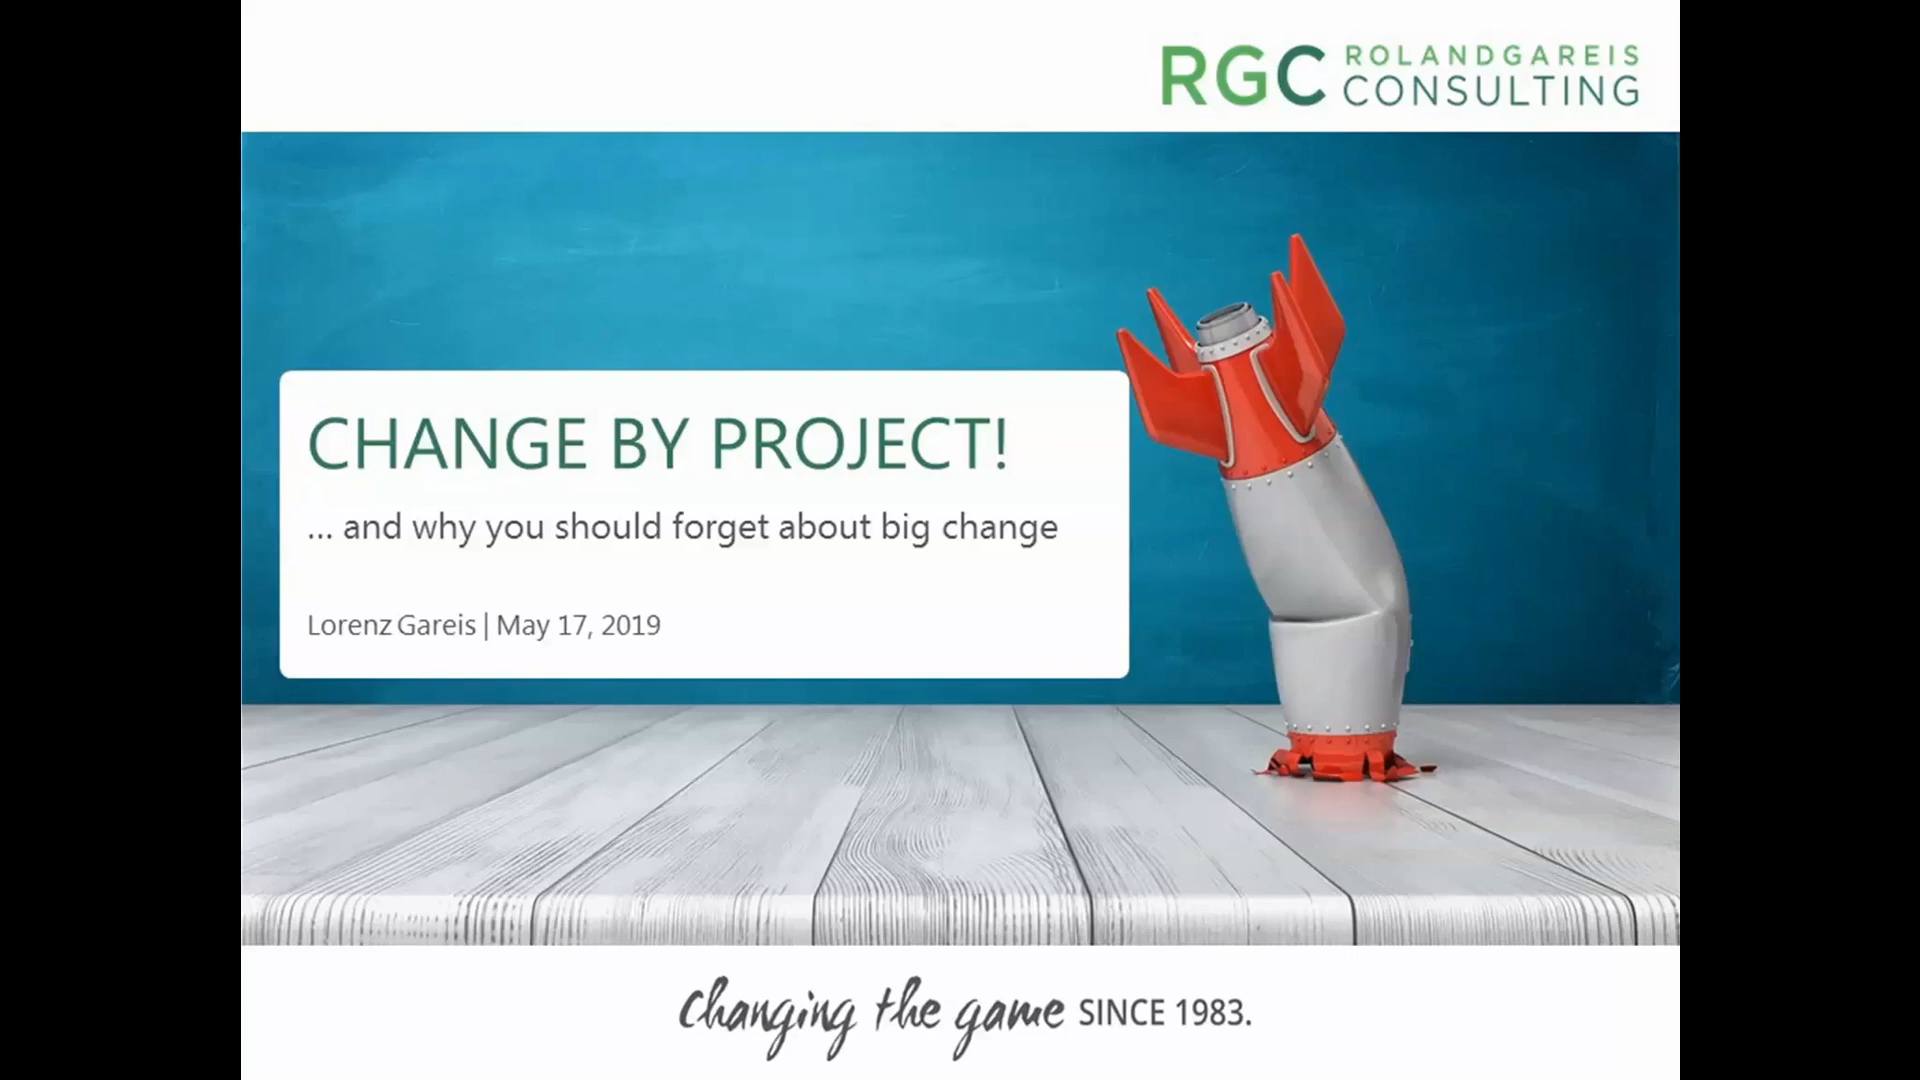 RGC ROLANDGAREIS
CONSULTING
CHANGE BY PROJECT!
... and why you should forget about big change
Lorenz Gareis | May 17, 2019
Changing the game SINCE 1983.